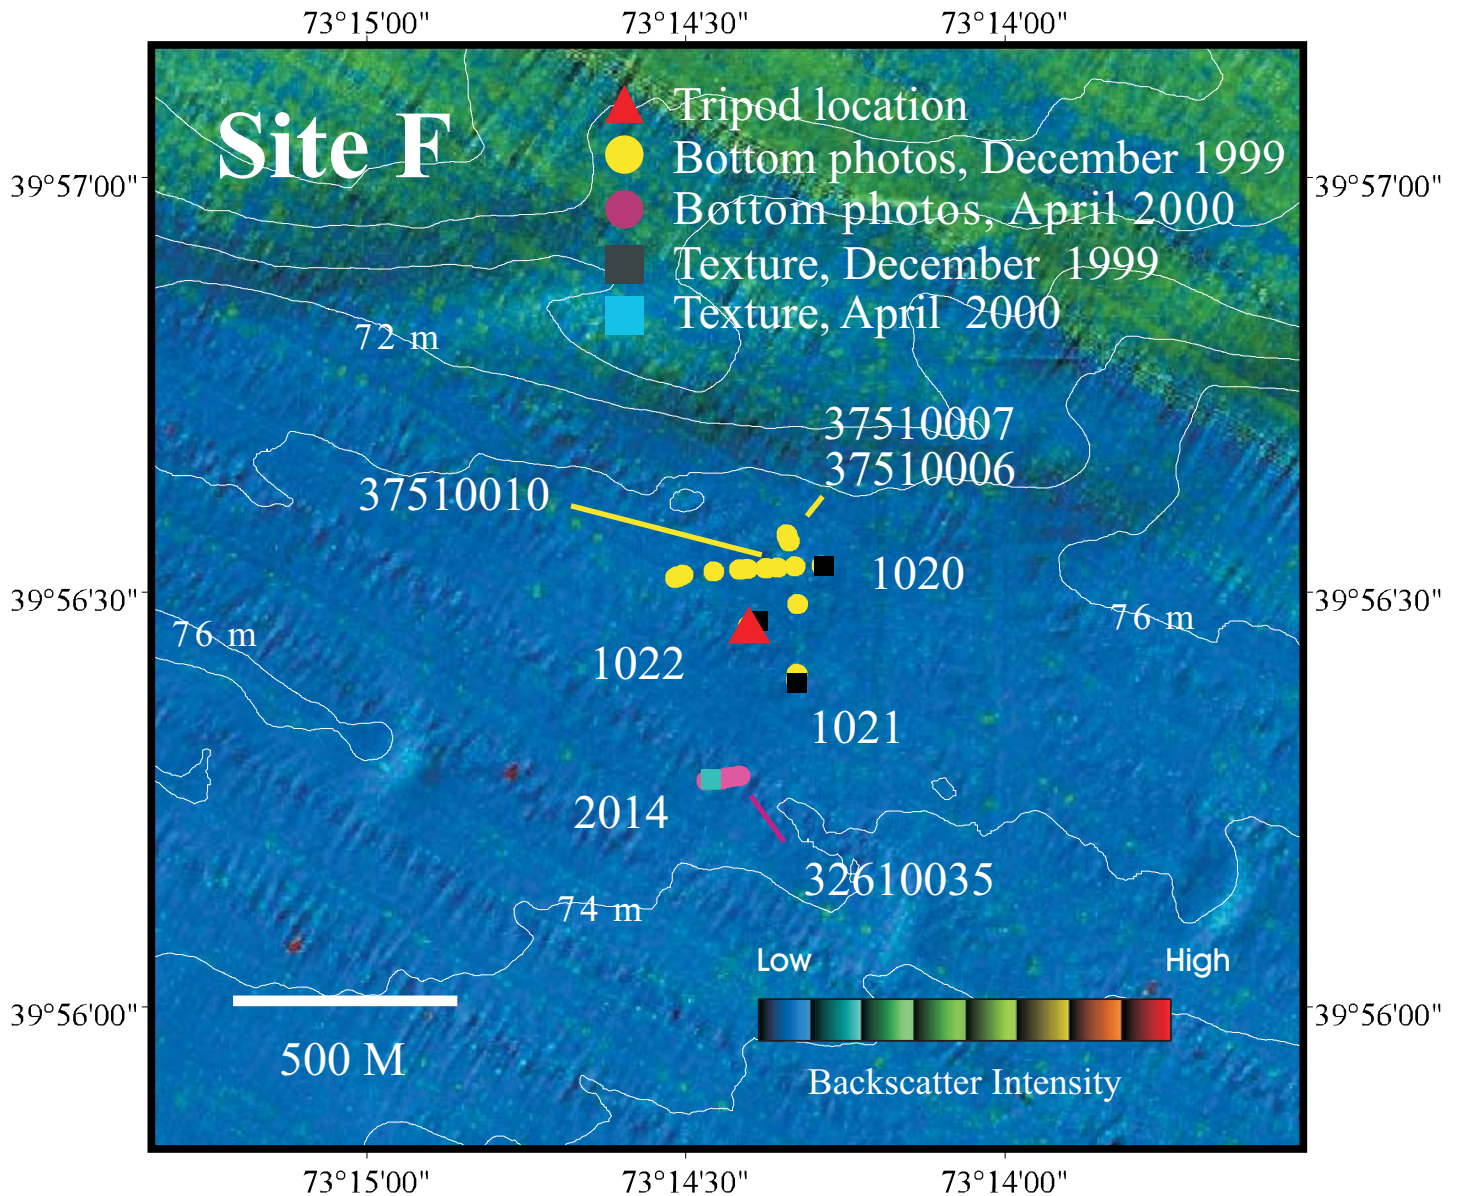 73°15'00" 73°14'30" 73°14'00"
Site F
Tripod location
Bottom photos, December 1999
Bottom photos, April 2000
Texture, December 1999
Texture, April 2000
39°57'00" 39°57'00"
72 m
37510007
37510006
37510010
1020
39°56'30" 39°56'30"
76 m
76 m
1022
1021
2014
32610035
74 m
Low High
39°56'00" 39°56'00"
500 M
Backscatter Intensity
73°15'00" 73°14'30" 73°14'00"